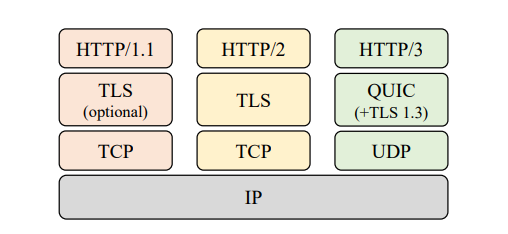 HTTP/1.1 HTTP/2 HTTP/3
TLS
(optional)
TLS
QUIC
(+TLS 1.3)
TCP TCP UDP
IP